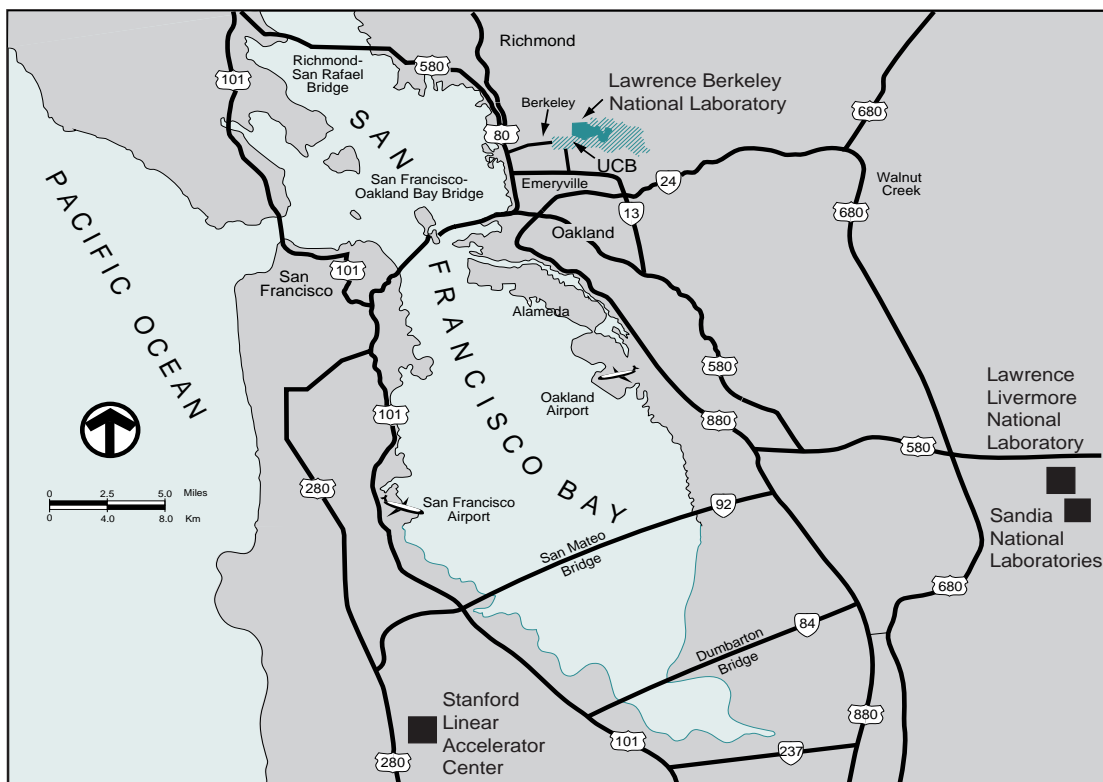 Richmond
101
Richmond-
San Rafael
Bridge
580
Lawrence Berkeley
National Laboratory
Berkeley
80
680
UCB
SAN
FRANCISCO BAY
San Francisco-
Oakland Bay Bridge
Emeryville
24
Walnut
Creek
13
680
PACIFIC OCEAN
Oakland
San
Francisco
101
Alameda
580
Oakland
Airport
101
880
Lawrence
Livermore
National
Laboratory
580
0 2.5 5.0 Miles
0 4.0 8.0 Km
280
San Francisco
Airport
92
Sandia
National
Laboratories
San Mateo
Bridge
680
84
Dumbarton
Bridge
Stanford
Linear
Accelerator
Center
880
101
237
280